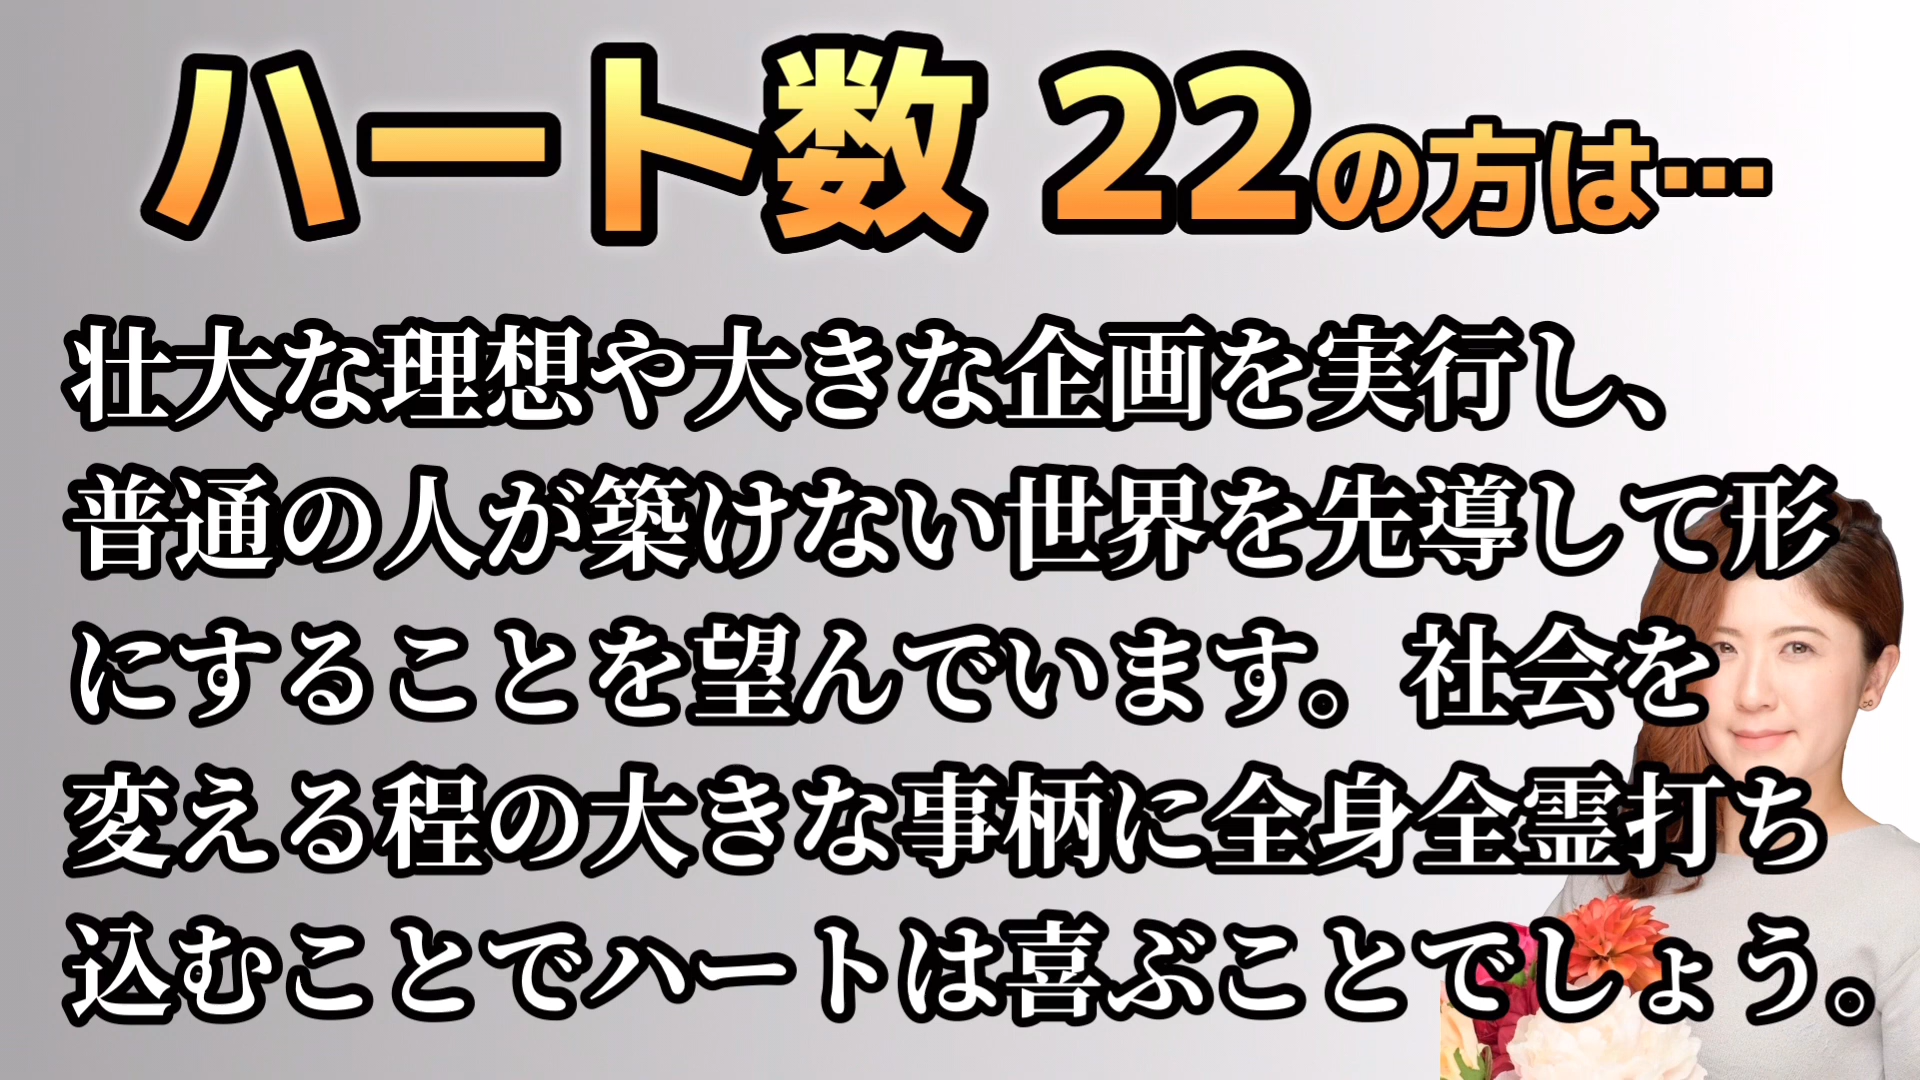 ハート数 22の方は…
壮大な理想や大きな企画を実行し、
普通の人が築けない世界を先導して形
にすることを望んでいます。社会を
変える程の大きな事柄に全身全霊打ち
込むことでハートは喜ぶことでしょう。